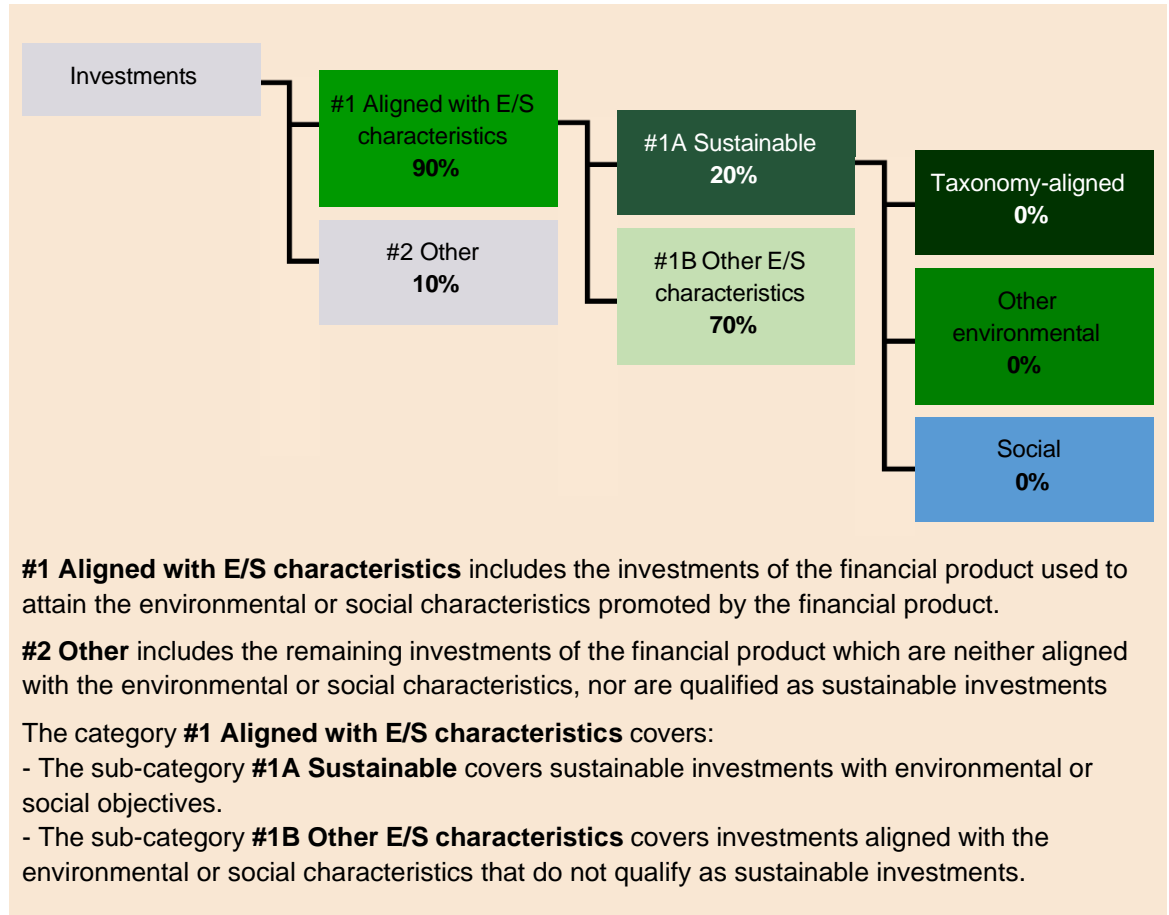 Investments
#1 Aligned with E/S
characteristics
90%
#2 Other
10%
#1A Sustainable
20%
#1B Other E/S
characteristics
70%
Taxonomy-aligned
0%
Other
environmental
0%
Social
0%
#1 Aligned with E/S characteristics includes the investments of the financial product used to
attain the environmental or social characteristics promoted by the financial product.
#2 Other includes the remaining investments of the financial product which are neither aligned
with the environmental or social characteristics, nor are qualified as sustainable investments
The category #1 Aligned with E/S characteristics covers:
- The sub-category #1A Sustainable covers sustainable investments with environmental or
social objectives.
- The sub-category #1B Other E/S characteristics covers investments aligned with the
environmental or social characteristics that do not qualify as sustainable investments.